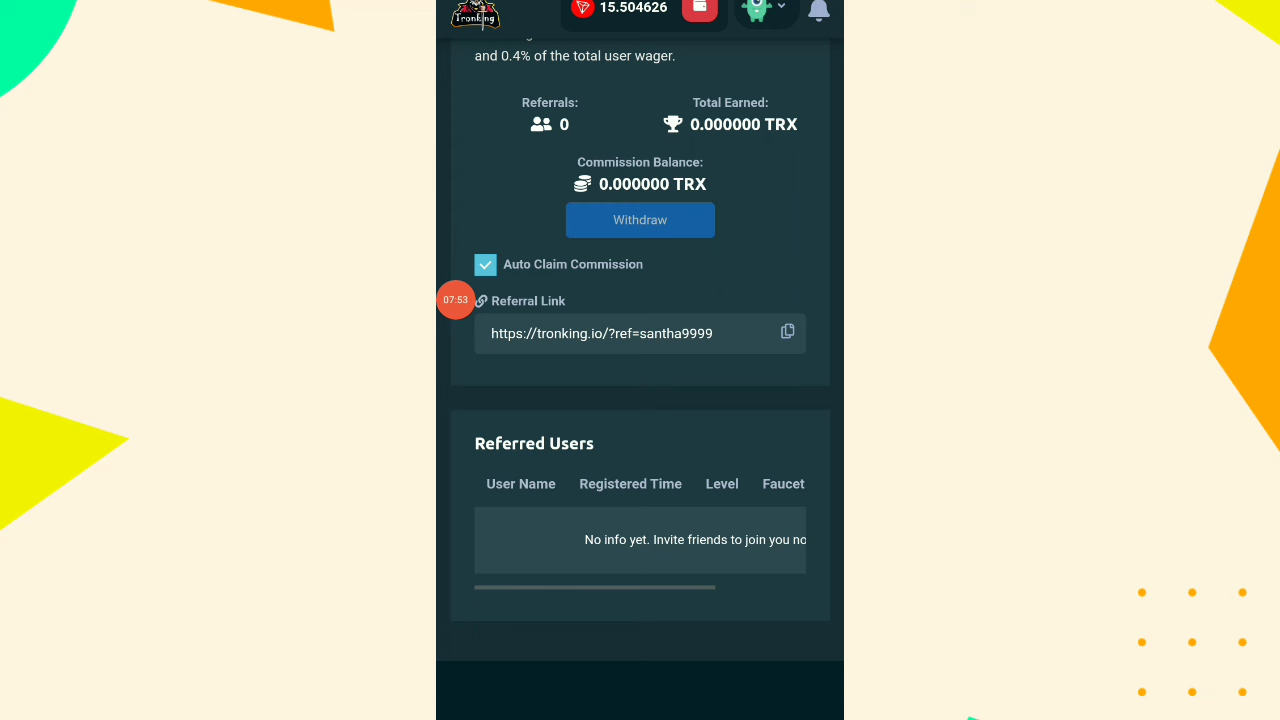 Tronking
15.504626
and 0.4% of the total user wager.
Referrals:
0
Total Earned:
0.000000 TRX
Commission Balance:
0.000000 TRX
Withdraw
Auto Claim Commission
07:53
Referral Link
https://tronking.io/?ref=santha9999
Referred Users
User Name Registered Time Level Faucet
No info yet. Invite friends to join you no